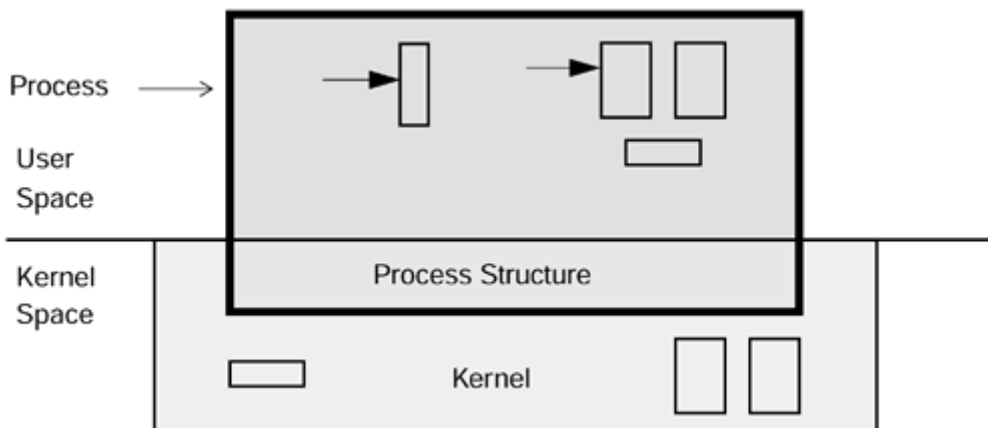 Process
User
Space
Kernel
Space
Process Structure
Kernel